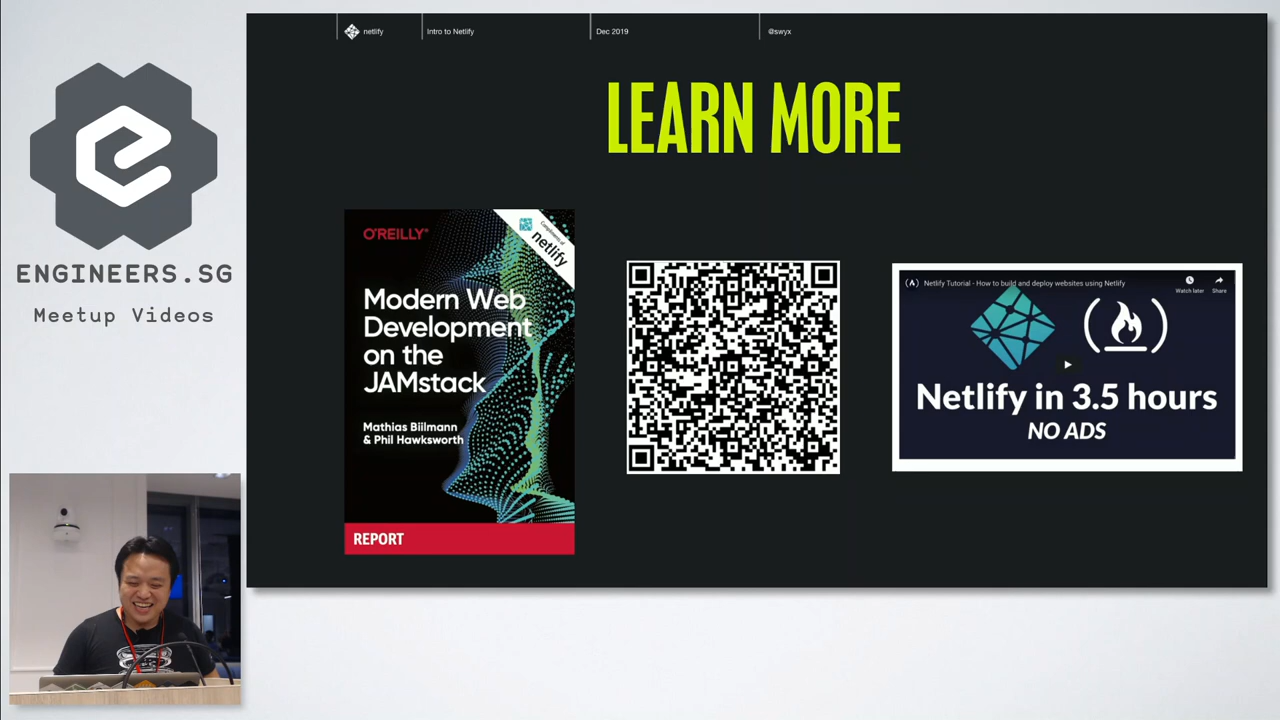 netlify
Intro to Netlify
Dec 2019
@swyx
LEARN MORE
ENGINEERS.SG
Meetup Videos
O'REILLY®
Compliments of
netlify
Modern Web
Development
on the
JAMstack
Mathias Biilmann
& Phil Hawksworth
REPORT
Netlify Tutorial - How to build and deploy websites using Netlify
Watch later
Share
Netlify in 3.5 hours
NO ADS